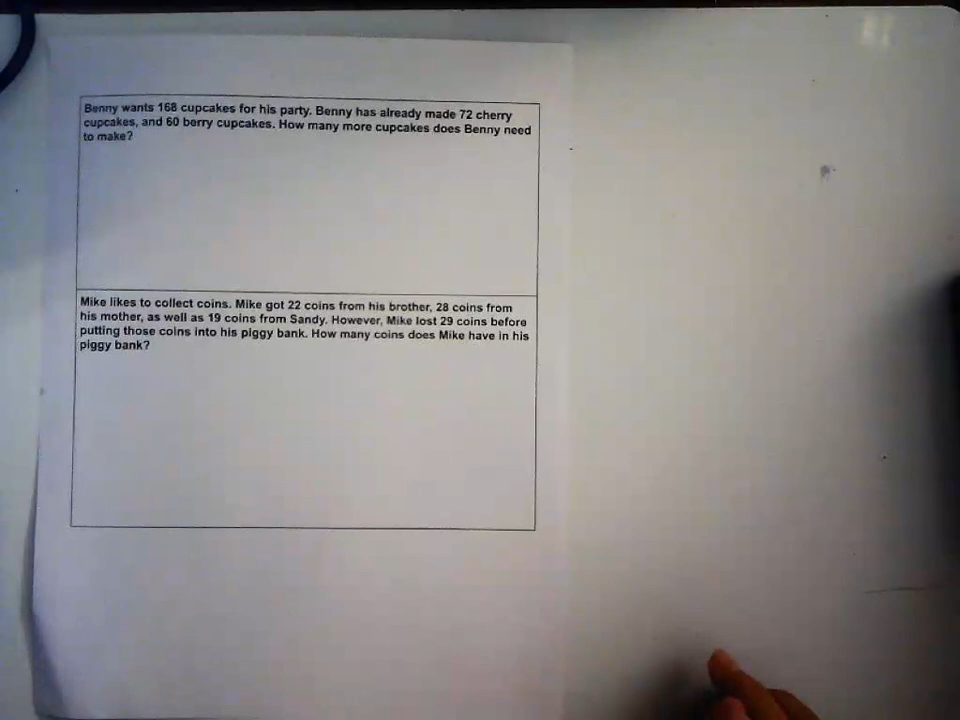 Benny wants 168 cupcakes for his party. Benny has already made 72 cherry
cupcakes, and 60 berry cupcakes. How many more cupcakes does Benny need
to make?
Mike likes to collect coins. Mike got 22 coins from his brother, 28 coins from
his mother, as well as 19 coins from Sandy. However, Mike lost 29 coins before
putting those coins into his piggy bank. How many coins does Mike have in his
piggy bank?